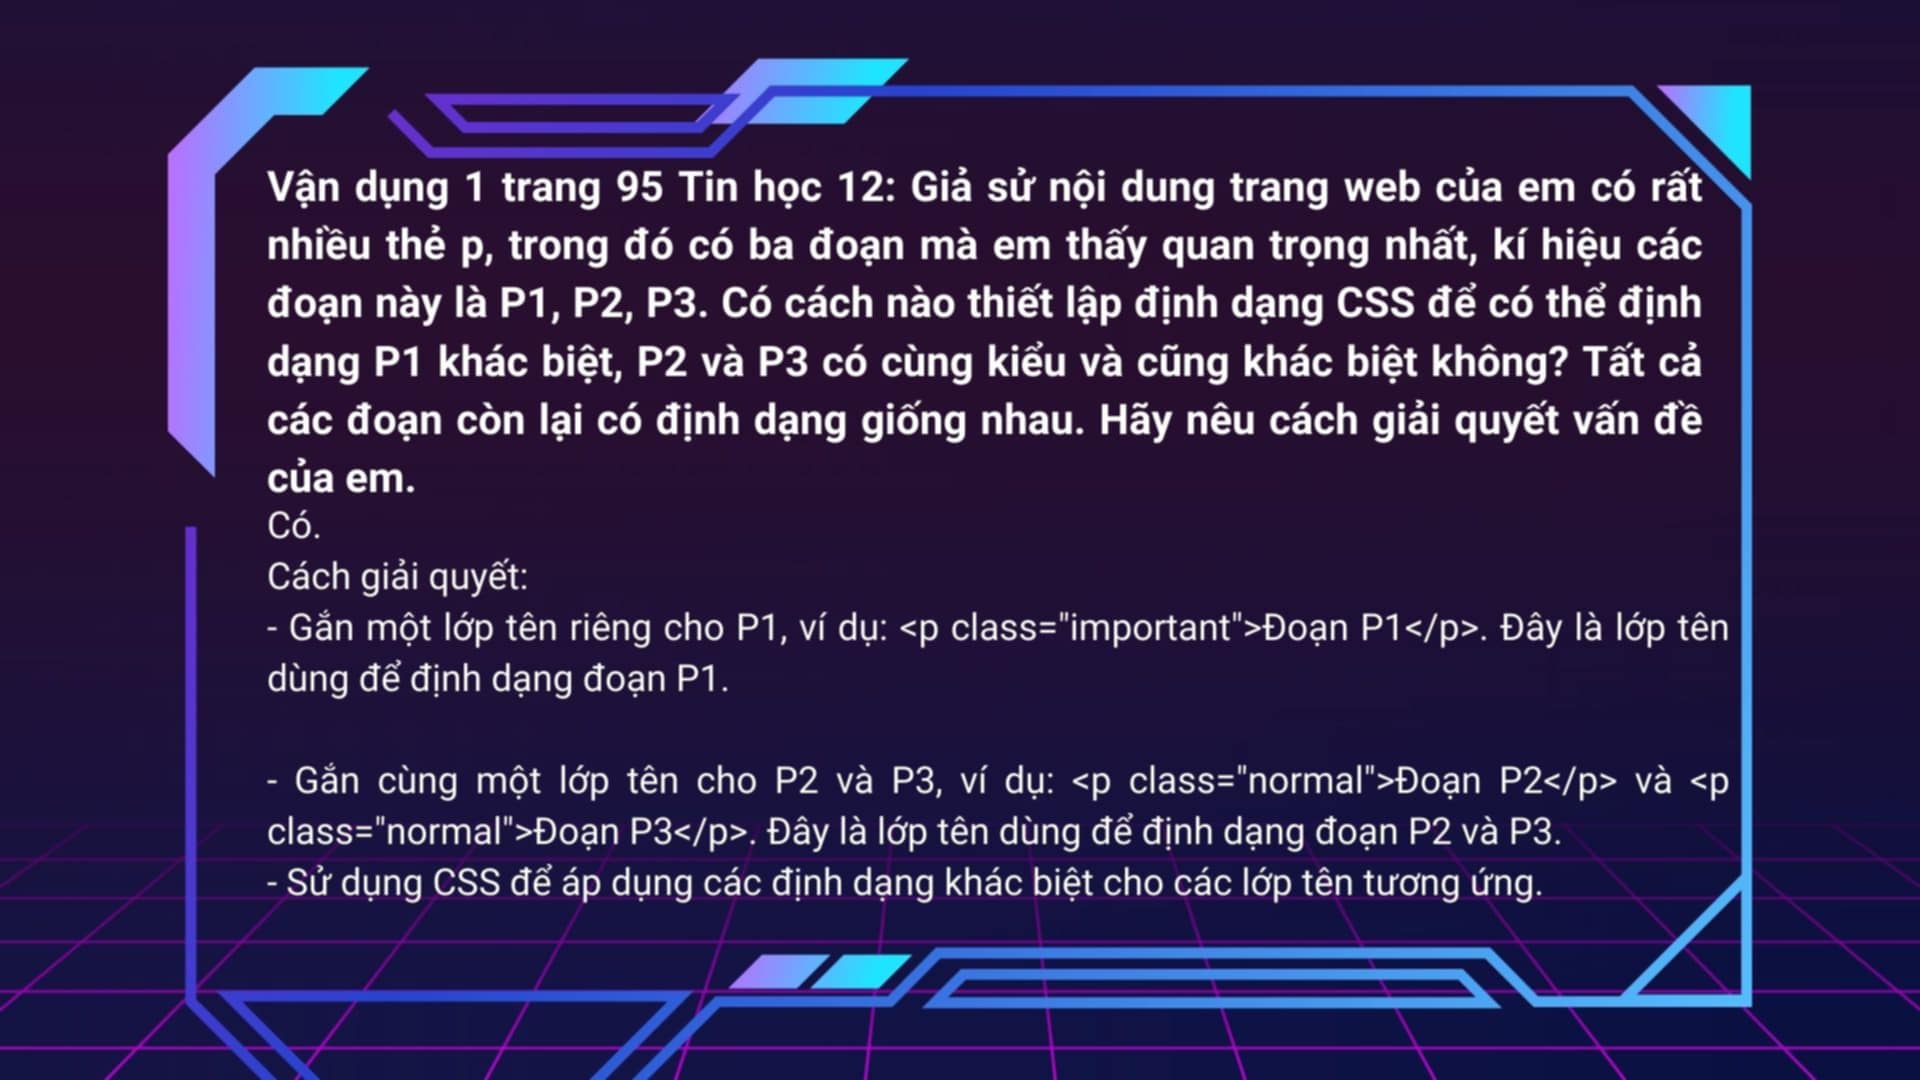 Vận dụng 1 trang 95 Tin học 12: Giả sử nội dung trang web của em có rất
nhiều thẻ p, trong đó có ba đoạn mà em thấy quan trọng nhất, kí hiệu các
đoạn này là P1, P2, P3. Có cách nào thiết lập định dạng CSS để có thể định
dạng P1 khác biệt, P2 và P3 có cùng kiểu và cũng khác biệt không? Tất cả
các đoạn còn lại có định dạng giống nhau. Hãy nêu cách giải quyết vấn đề
của em.
Có.
Cách giải quyết:
- Gắn một lớp tên riêng cho P1, ví dụ: <p class="important">Đoạn P1</p>. Đây là lớp tên
dùng để định dạng đoạn P1.
- Gắn cùng một lớp tên cho P2 và P3, ví dụ: <p class="normal">Đoạn P2</p> và <p
class="normal">Đoạn P3</p>. Đây là lớp tên dùng để định dạng đoạn P2 và P3.
- Sử dụng CSS để áp dụng các định dạng khác biệt cho các lớp tên tương ứng.